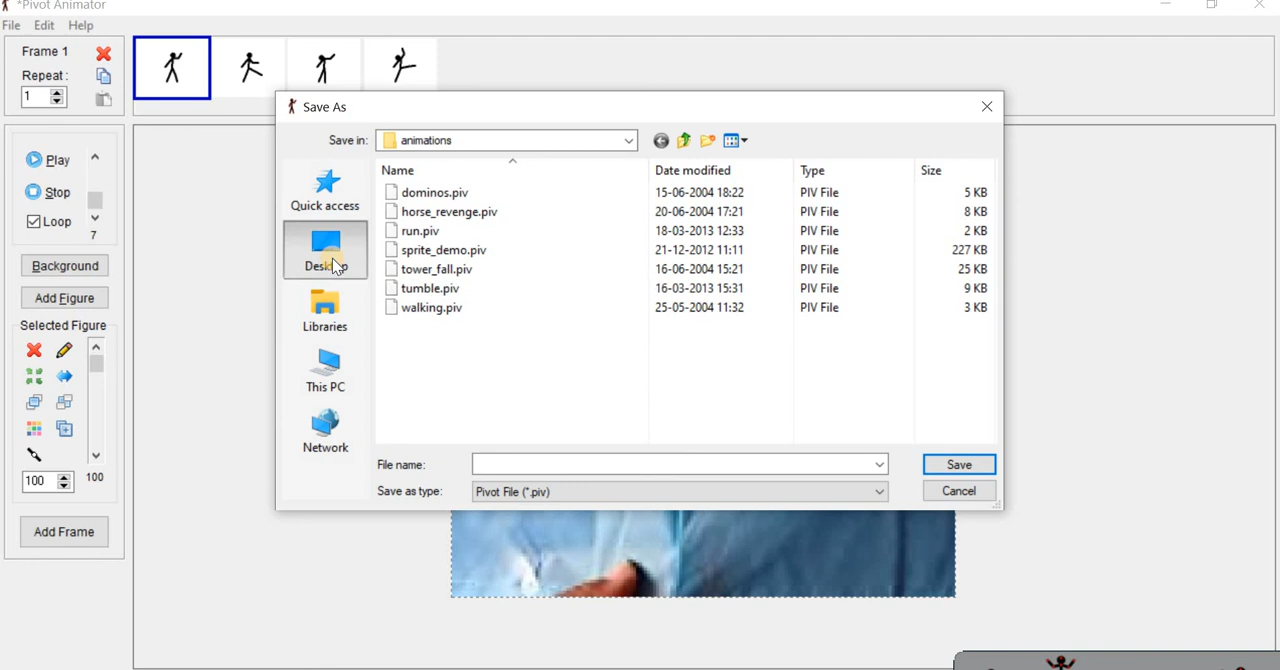 *Pivot Animator
File Edit Help
Frame 1
Repeat:
1
Play
Stop
Loop
7
Background
Add Figure
Selected Figure
100
100
Add Frame
Save As
Save in: animations
Quick access
Desktop
Libraries
This PC
Network
Name Date modified Type Size
dominos.piv 15-06-2004 18:22 PIV File 5 KB
horse_revenge.piv 20-06-2004 17:21 PIV File 8 KB
run.piv 18-03-2013 12:33 PIV File 2 KB
sprite_demo.piv 21-12-2012 11:11 PIV File 227 KB
tower_fall.piv 16-06-2004 15:21 PIV File 25 KB
tumble.piv 16-03-2013 15:31 PIV File 9 KB
walking.piv 25-05-2004 11:32 PIV File 3 KB
File name: Save
Save as type: Pivot File (*.piv) Cancel